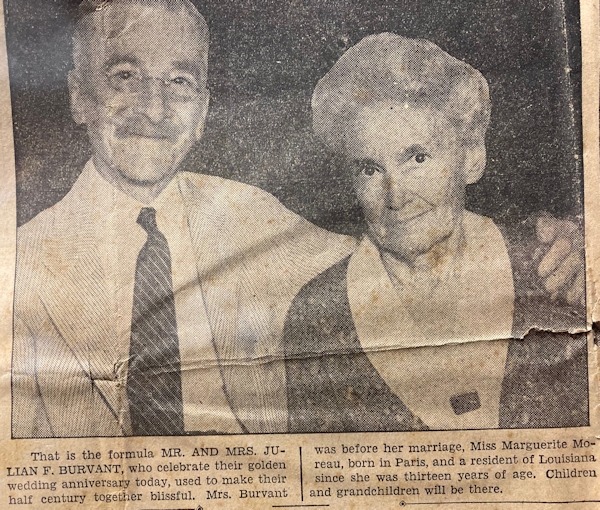 That is the formula MR. AND MRS. JU-
LIAN F. BURVANT, who celebrate their golden
wedding anniversary today, used to make their
half century together blissful. Mrs. Burvant
was before her marriage, Miss Marguerite Mo-
reau, born in Paris, and a resident of Louisiana
since she was thirteen years of age. Children
and grandchildren will be there.